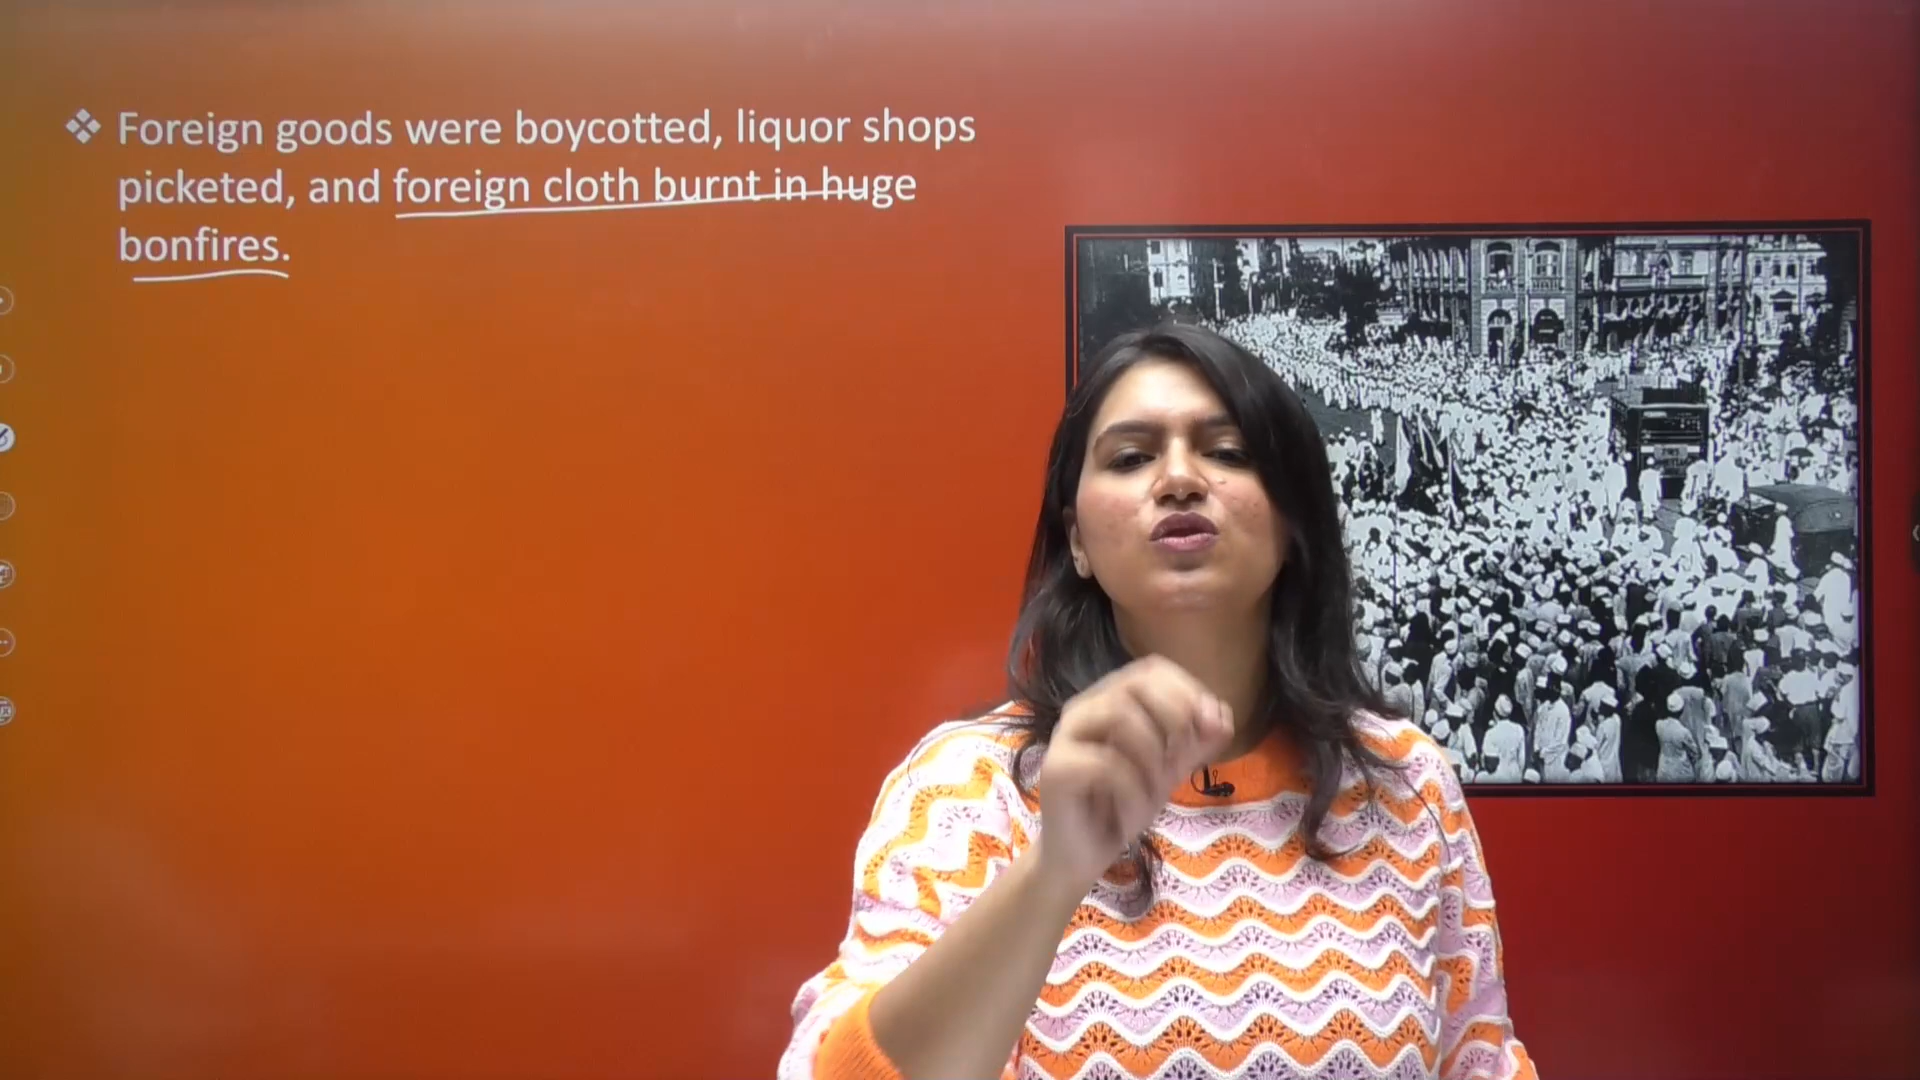 ❖ Foreign goods were boycotted, liquor shops
picketed, and foreign cloth burnt in huge
bonfires.